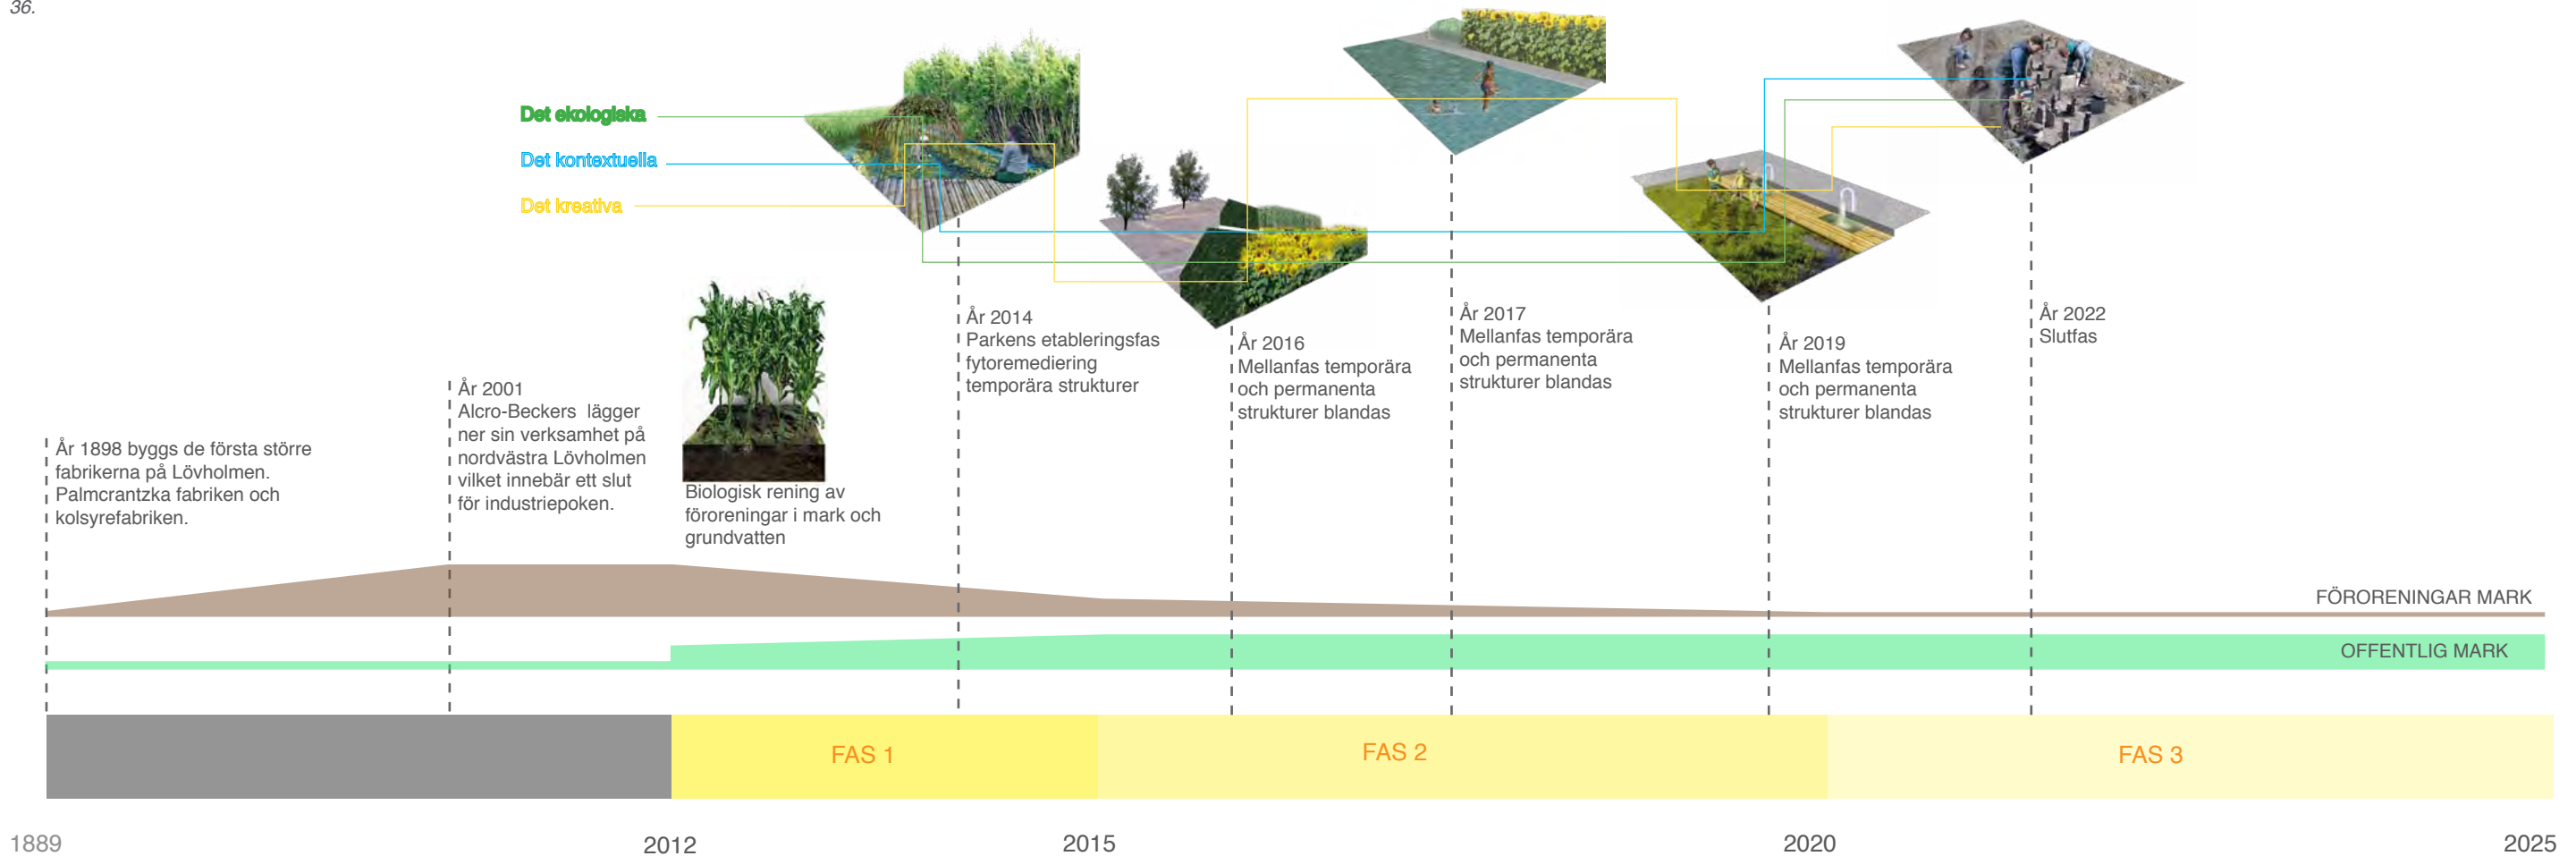 36.
Det ekologiska
Det kontextuella
Det kreativa
År 1898 byggs de första större
fabrikerna på Lövholmen.
Palmcrantzka fabriken och
kolsyrefabriken.
År 2001
Alcro-Beckers lägger
ner sin verksamhet på
nordvästra Lövholmen
vilket innebär ett slut
för industriepoken.
Biologisk rening av
föroreningar i mark och
grundvatten
År 2014
Parkens etableringsfas
fytoremediering
temporära strukturer
År 2016
Mellanfas temporära
och permanenta
strukturer blandas
År 2017
Mellanfas temporära
och permanenta
strukturer blandas
År 2019
Mellanfas temporära
och permanenta
strukturer blandas
År 2022
Slutfas
FÖRORENINGAR MARK
OFFENTLIG MARK
FAS 1
FAS 2
FAS 3
1889
2012
2015
2020
2025